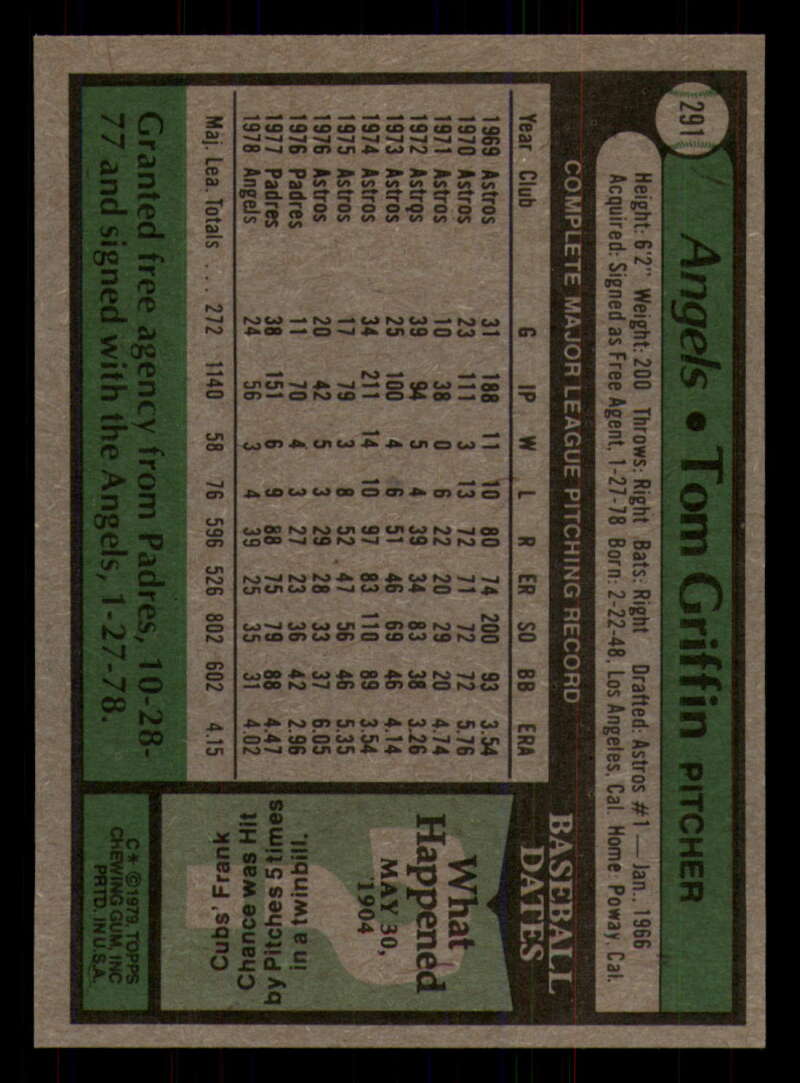 291
Angels • Tom Griffin PITCHER
Height: 6'2" Weight: 200 Throws: Right Bats: Right Drafted: Astros #1 — Jan., 1966
Acquired: Signed as Free Agent, 1-27-78 Born: 2-22-48, Los Angeles, Cal. Home: Poway, Cal.
COMPLETE MAJOR LEAGUE PITCHING RECORD
Year Club G IP W L R ER SO BB ERA
1969 Astros 31 188 11 10 80 74 200 93 3.54
1970 Astros 23 111 3 13 72 71 72 72 5.76
1971 Astros 10 38 0 6 22 20 29 20 4.74
1972 Astros 39 94 5 4 39 34 83 38 3.26
1973 Astros 25 100 4 6 51 46 69 46 4.14
1974 Astros 34 211 14 10 97 83 110 89 3.54
1975 Astros 17 79 3 8 52 47 56 46 5.35
1976 Astros 20 42 5 3 29 28 33 37 6.05
1976 Padres 11 70 4 3 27 23 36 42 2.96
1977 Padres 38 151 6 9 88 75 79 88 4.47
1978 Angels 24 56 3 4 39 25 35 31 4.02
Maj. Lea. Totals ... 272 1140 58 76 596 526 802 602 4.15
Granted free agency from Padres, 10-28-
77 and signed with the Angels, 1-27-78.
BASEBALL
DATES
What
Happened
MAY 30,
1904
Cubs' Frank
Chance was Hit
by Pitches 5 times
in a twinbill.
C* © 1979 TOPPS
CHEWING GUM, INC
PRTD. IN U.S.A.